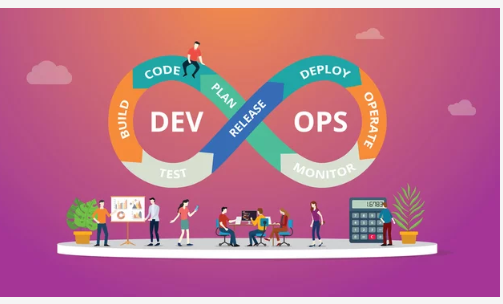 CODE
PLAN
BUILD
DEV
TEST
RELEASE
DEPLOY
OPS
OPERATE
MONITOR